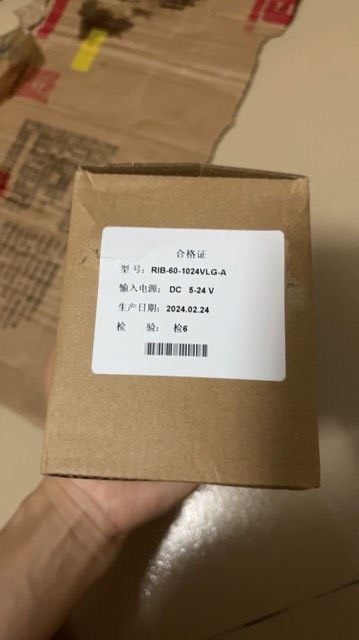 合格证
型 号: RIB-60-1024VLG-A
输入电源: DC 5-24 V
生产日期: 2024.02.24
检 验: 检6